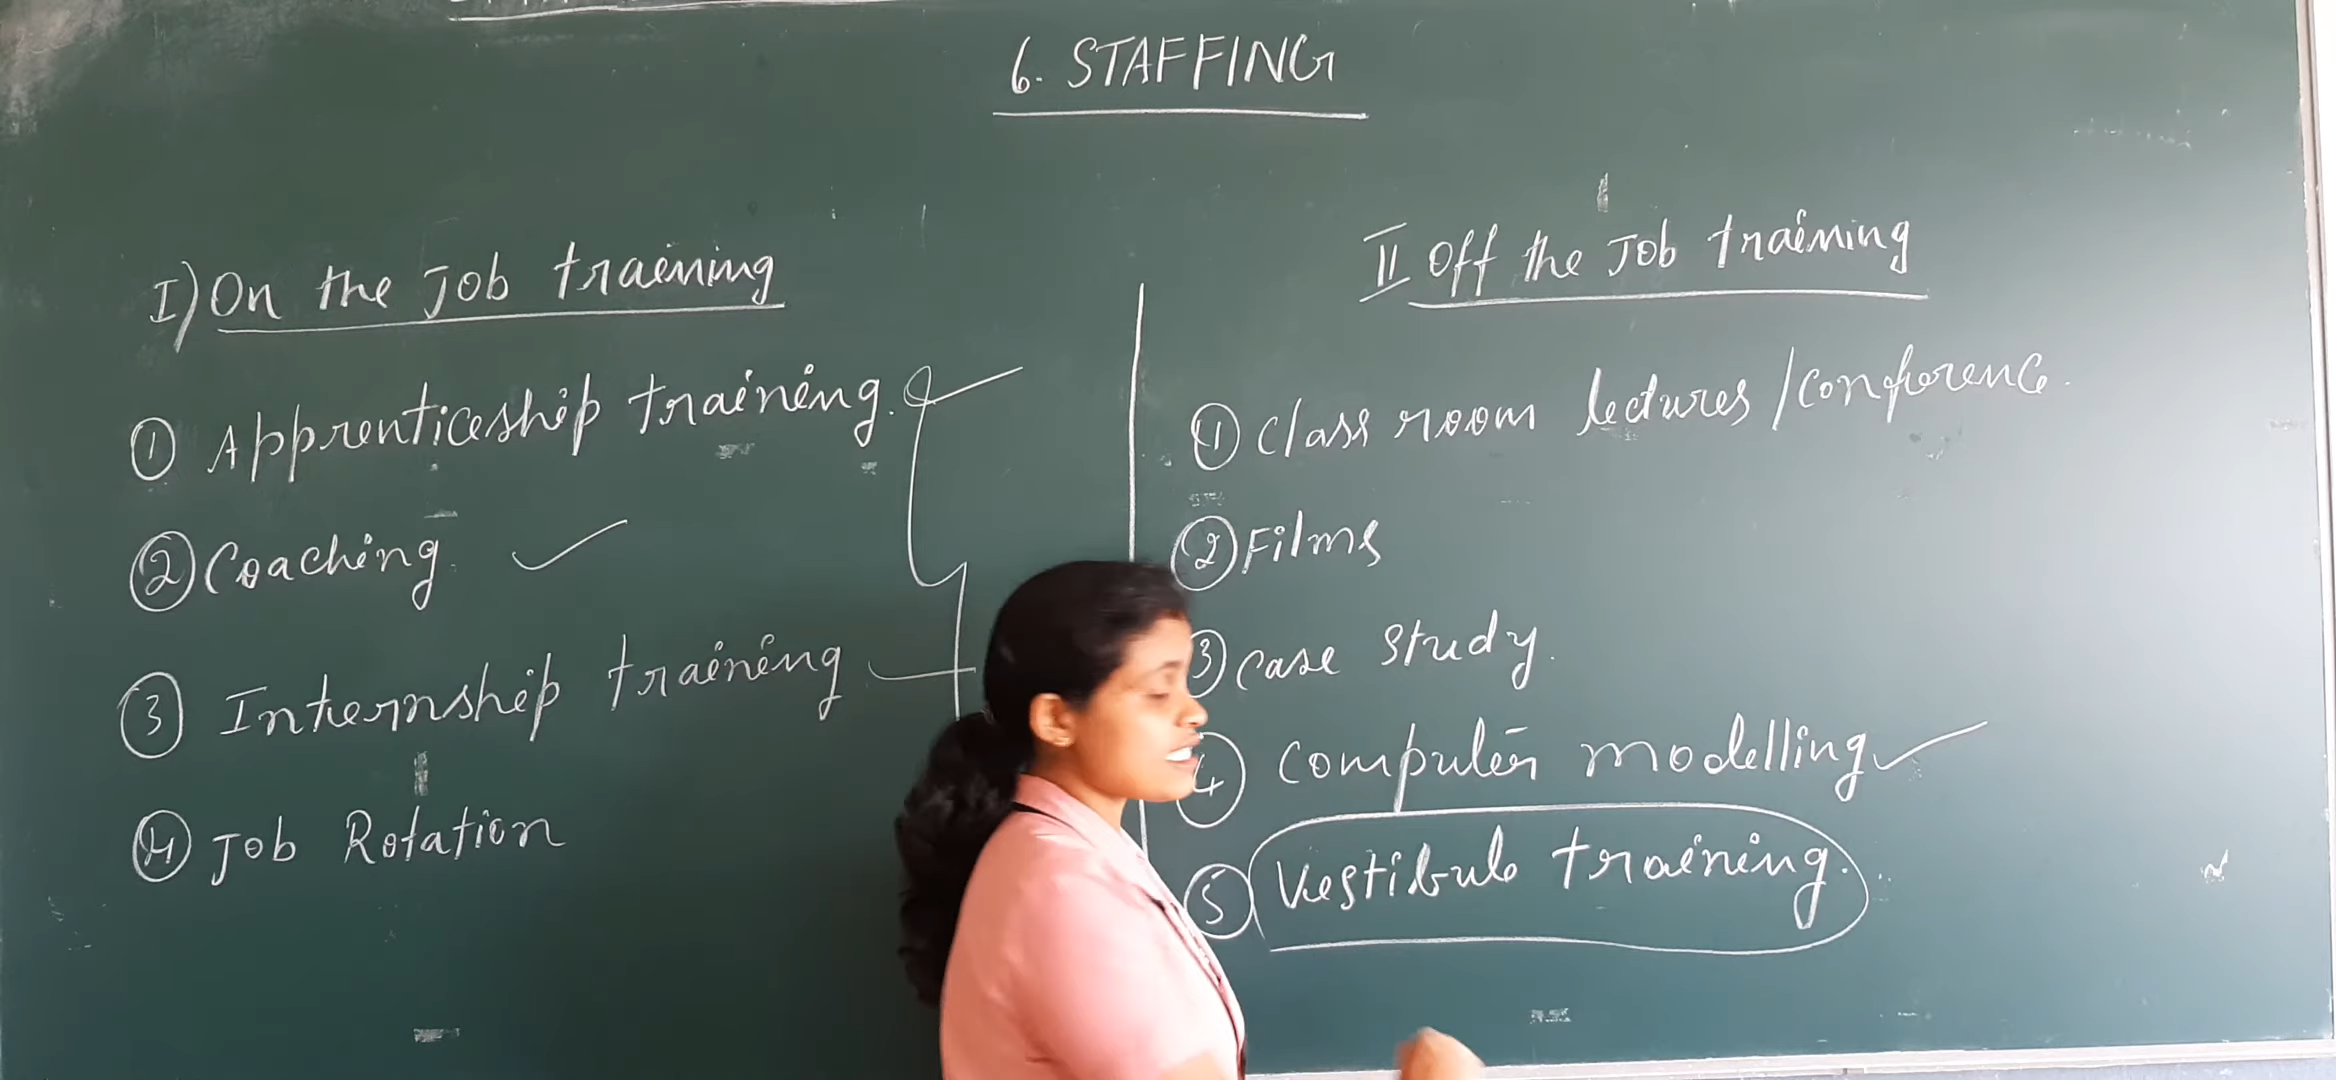 6. STAFFING
I) On the Job training
① Apprenticeship training.
② Coaching.
③ Internship training
④ Job Rotation
II Off the Job training
① Class room lectures / Conference.
② Films
③ Case study.
④ Computer modelling
⑤ Vestibule training.